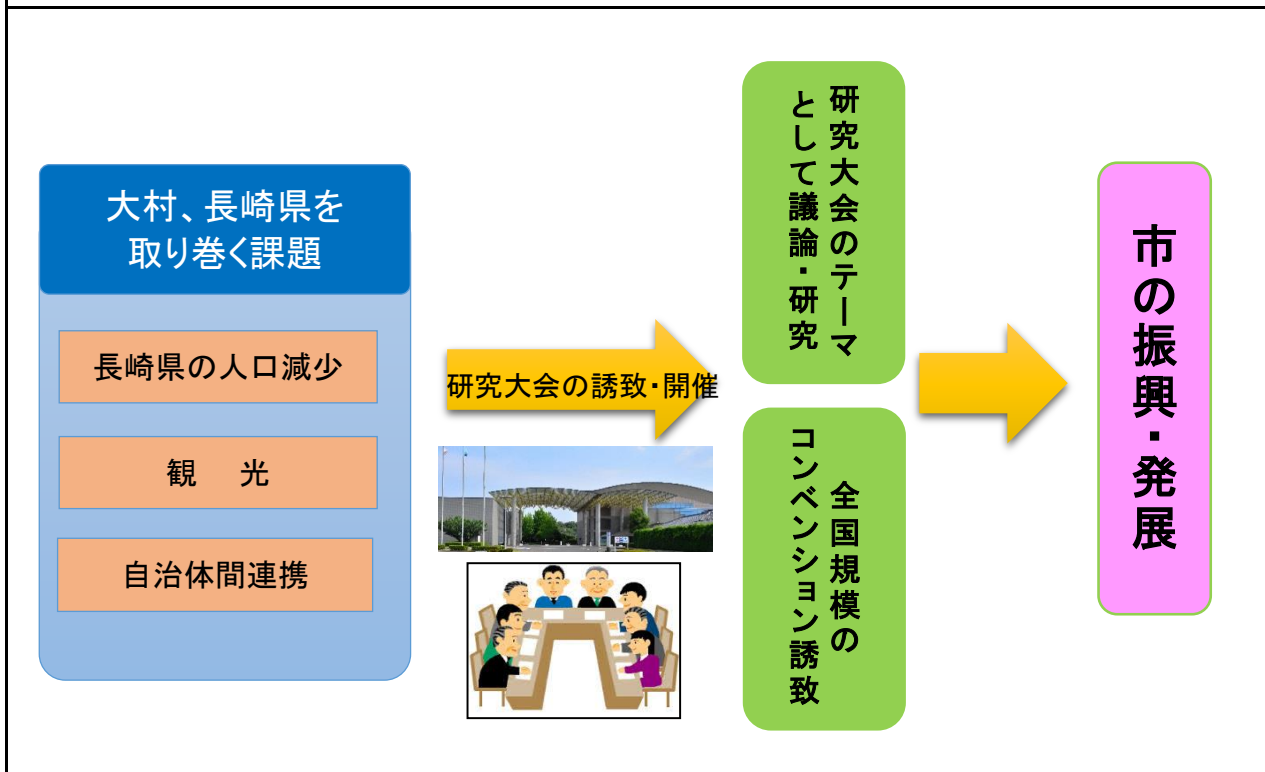 大村、長崎県を
取り巻く課題
長崎県の人口減少
観　光
自治体間連携
研究大会の誘致・開催
研究大会のテーマ
として議論・研究
全国規模の
コンベンション誘致
市の振興・発展